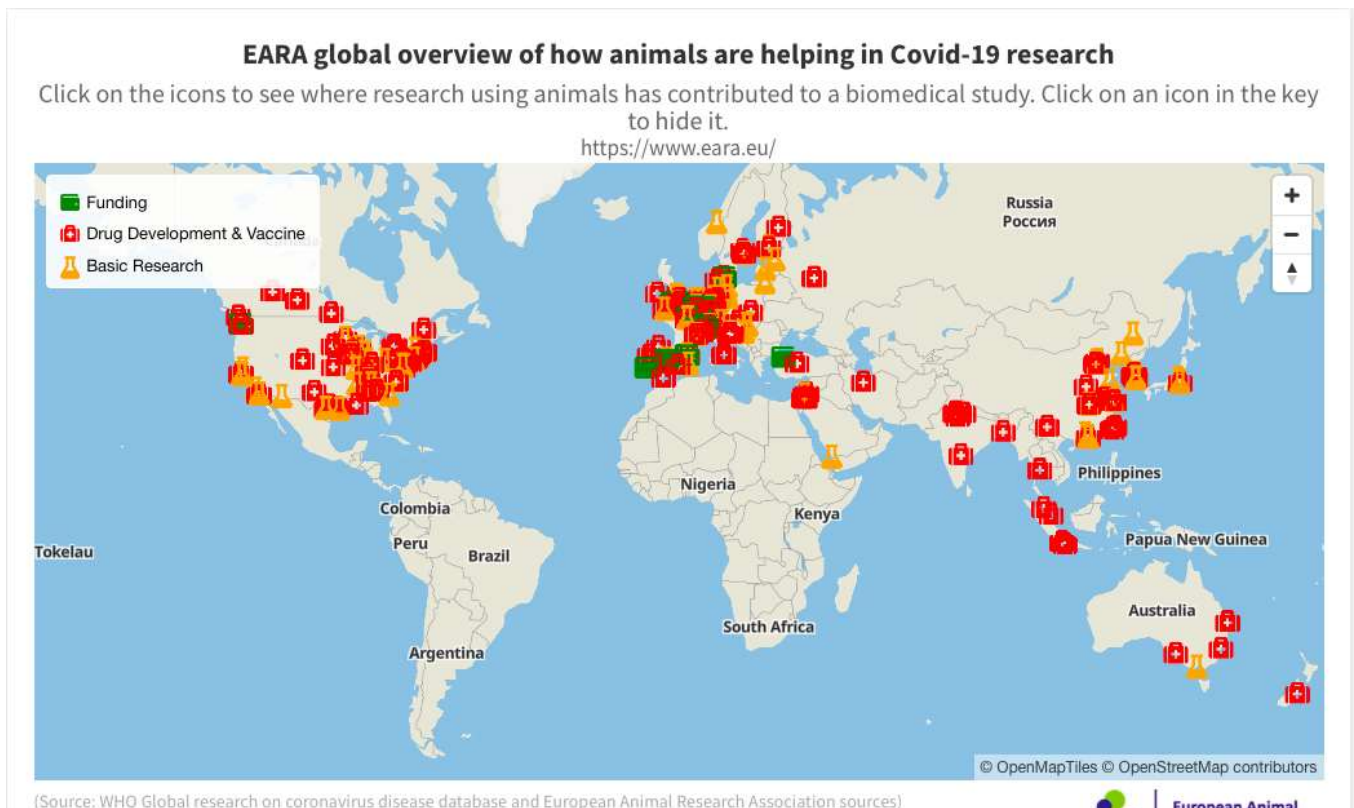 EARA global overview of how animals are helping in Covid-19 research
Click on the icons to see where research using animals has contributed to a biomedical study. Click on an icon in the key
to hide it.
https://www.eara.eu/
Funding
Drug Development & Vaccine
Basic Research
+
−
Russia
Россия
Philippines
Nigeria
Colombia
Kenya
Papua New Guinea
Peru
Tokelau
Brazil
Australia
South Africa
Argentina
© OpenMapTiles © OpenStreetMap contributors
(Source: WHO Global research on coronavirus disease database and European Animal Research Association sources)
European Animal